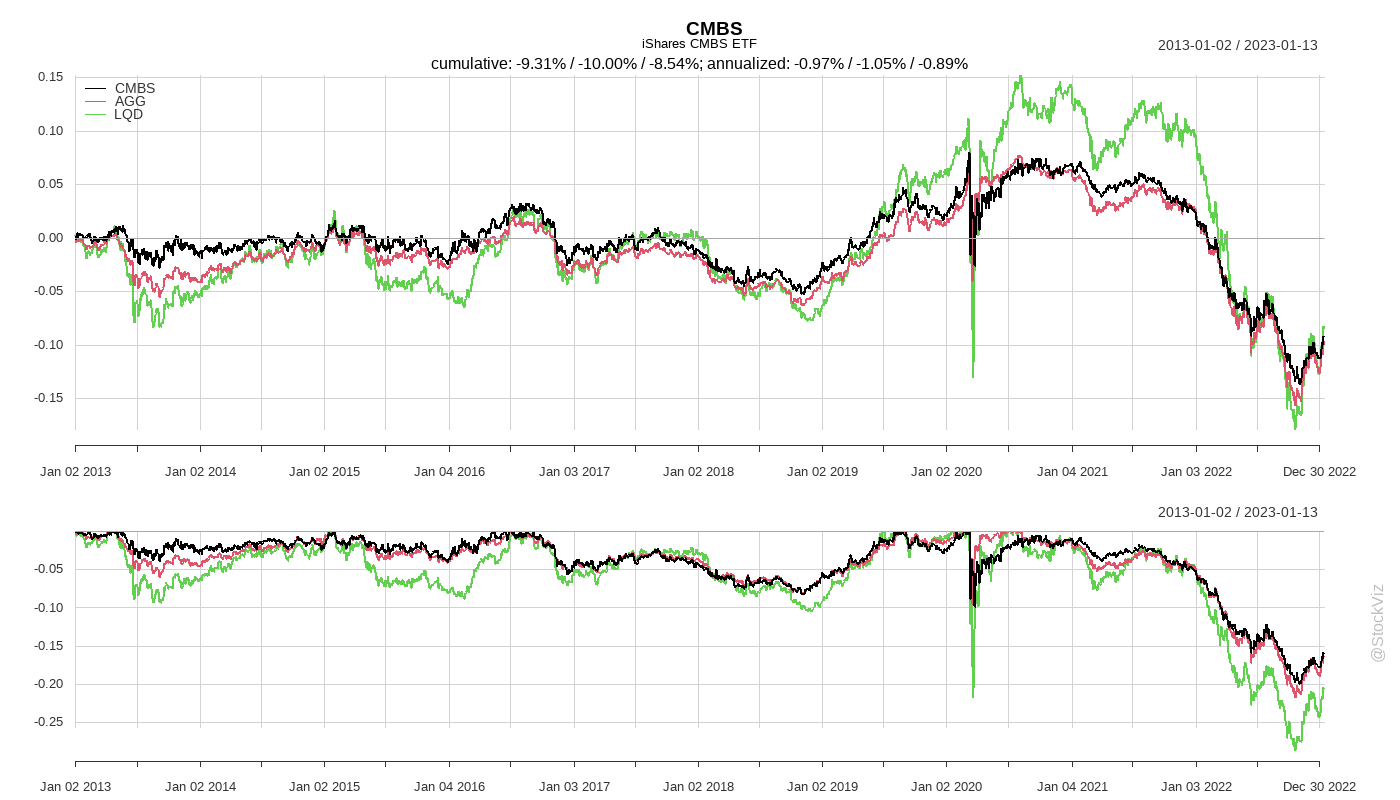 CMBS
iShares CMBS ETF
2013-01-02 / 2023-01-13
cumulative: -9.31% / -10.00% / -8.54%; annualized: -0.97% / -1.05% / -0.89%
CMBS
AGG
LQD
0.15
0.10
0.05
0.00
-0.05
-0.10
-0.15
Jan 02 2013 Jan 02 2014 Jan 02 2015 Jan 04 2016 Jan 03 2017 Jan 02 2018 Jan 02 2019 Jan 02 2020 Jan 04 2021 Jan 03 2022 Dec 30 2022
2013-01-02 / 2023-01-13
-0.05
-0.10
-0.15
-0.20
-0.25
Jan 02 2013 Jan 02 2014 Jan 02 2015 Jan 04 2016 Jan 03 2017 Jan 02 2018 Jan 02 2019 Jan 02 2020 Jan 04 2021 Jan 03 2022 Dec 30 2022
@StockViz